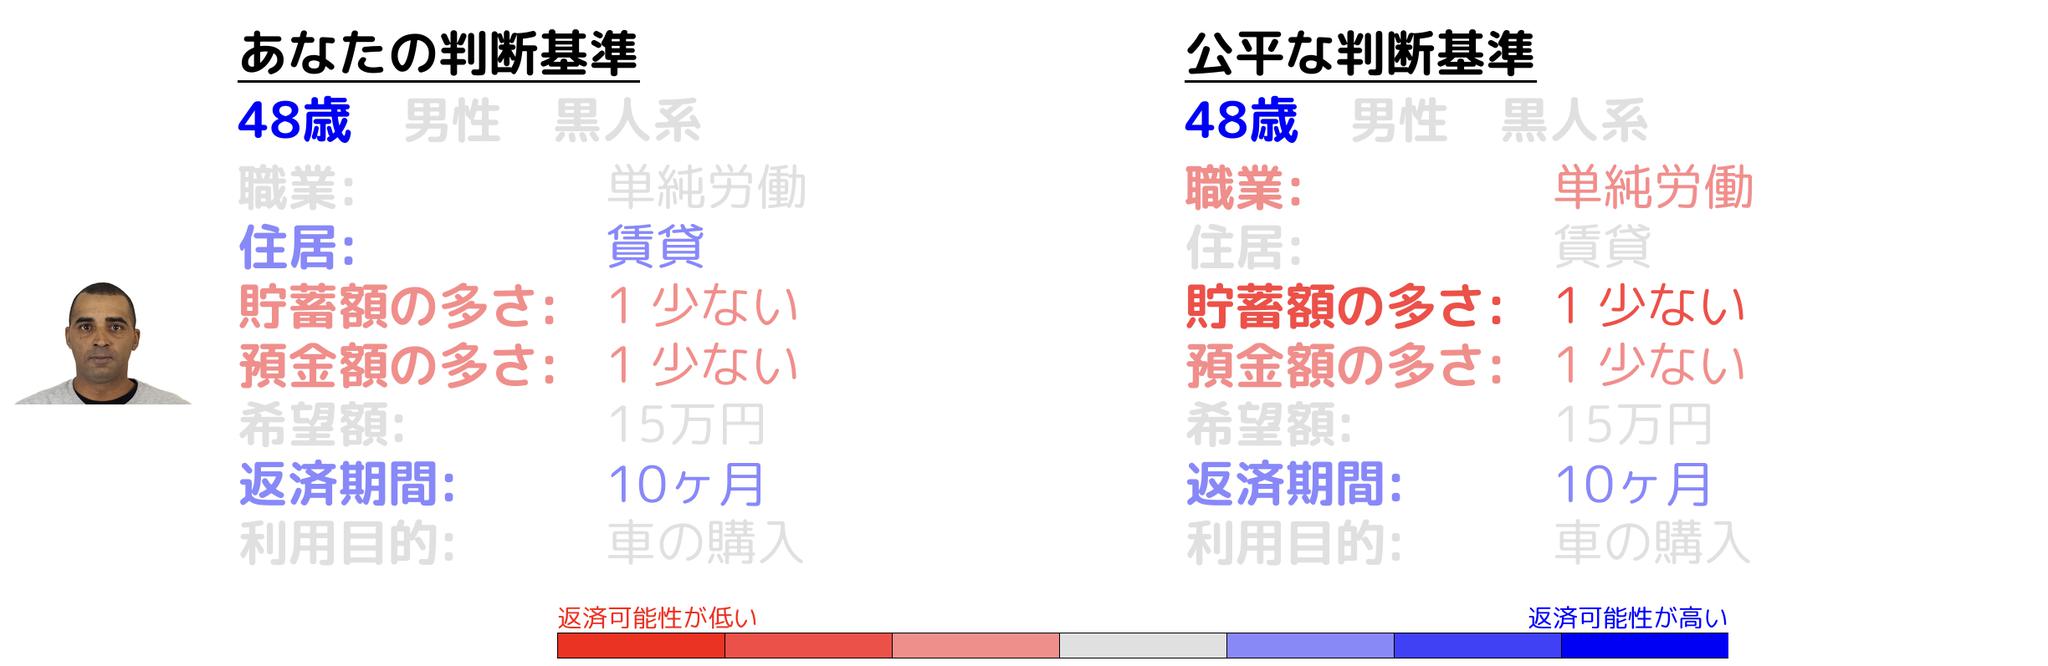 あなたの判断基準
48歳 男性 黒人系
職業: 単純労働
住居: 賃貸
貯蓄額の多さ: 1 少ない
預金額の多さ: 1 少ない
希望額: 15万円
返済期間: 10ヶ月
利用目的: 車の購入
公平な判断基準
48歳 男性 黒人系
職業: 単純労働
住居: 賃貸
貯蓄額の多さ: 1 少ない
預金額の多さ: 1 少ない
希望額: 15万円
返済期間: 10ヶ月
利用目的: 車の購入
返済可能性が低い
返済可能性が高い